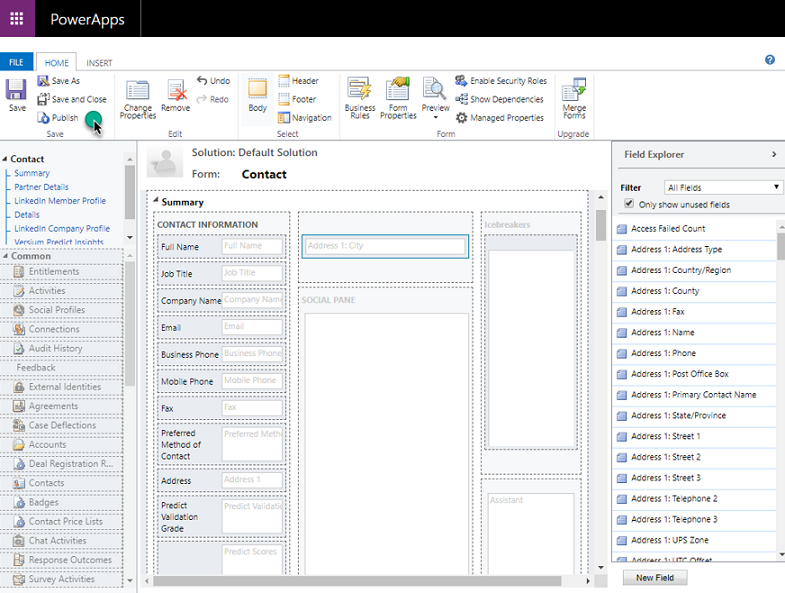 PowerApps
FILE HOME INSERT
Save
Save As
Save and Close
Publish
Save
Change Properties
Remove
Undo
Redo
Edit
Body
Header
Footer
Navigation
Select
Business Rules
Form Properties
Preview
Enable Security Roles
Show Dependencies
Managed Properties
Form
Merge Forms
Upgrade
Contact
Summary
Partner Details
LinkedIn Member Profile
Details
LinkedIn Company Profile
Versium Predict Insights
Common
Entitlements
Activities
Social Profiles
Connections
Audit History
Feedback
External Identities
Agreements
Case Deflections
Accounts
Deal Registration R...
Contacts
Badges
Contact Price Lists
Chat Activities
Response Outcomes
Survey Activities
Solution: Default Solution
Form: Contact
Summary
CONTACT INFORMATION
Full Name Full Name
Job Title Job Title
Company Name Company Name
Email Email
Business Phone Business Phone
Mobile Phone Mobile Phone
Fax Fax
Preferred Method of Contact Preferred Meth
Address Address 1
Predict Validation Grade Predict Validatio
Predict Scores
Address 1: City
SOCIAL PANE
Icebreakers
Assistant
Field Explorer
Filter All Fields
Only show unused fields
Access Failed Count
Address 1: Address Type
Address 1: Country/Region
Address 1: County
Address 1: Fax
Address 1: Name
Address 1: Phone
Address 1: Post Office Box
Address 1: Primary Contact Name
Address 1: State/Province
Address 1: Street 1
Address 1: Street 2
Address 1: Street 3
Address 1: Telephone 2
Address 1: Telephone 3
Address 1: UPS Zone
Address 1: UTC Offset
New Field